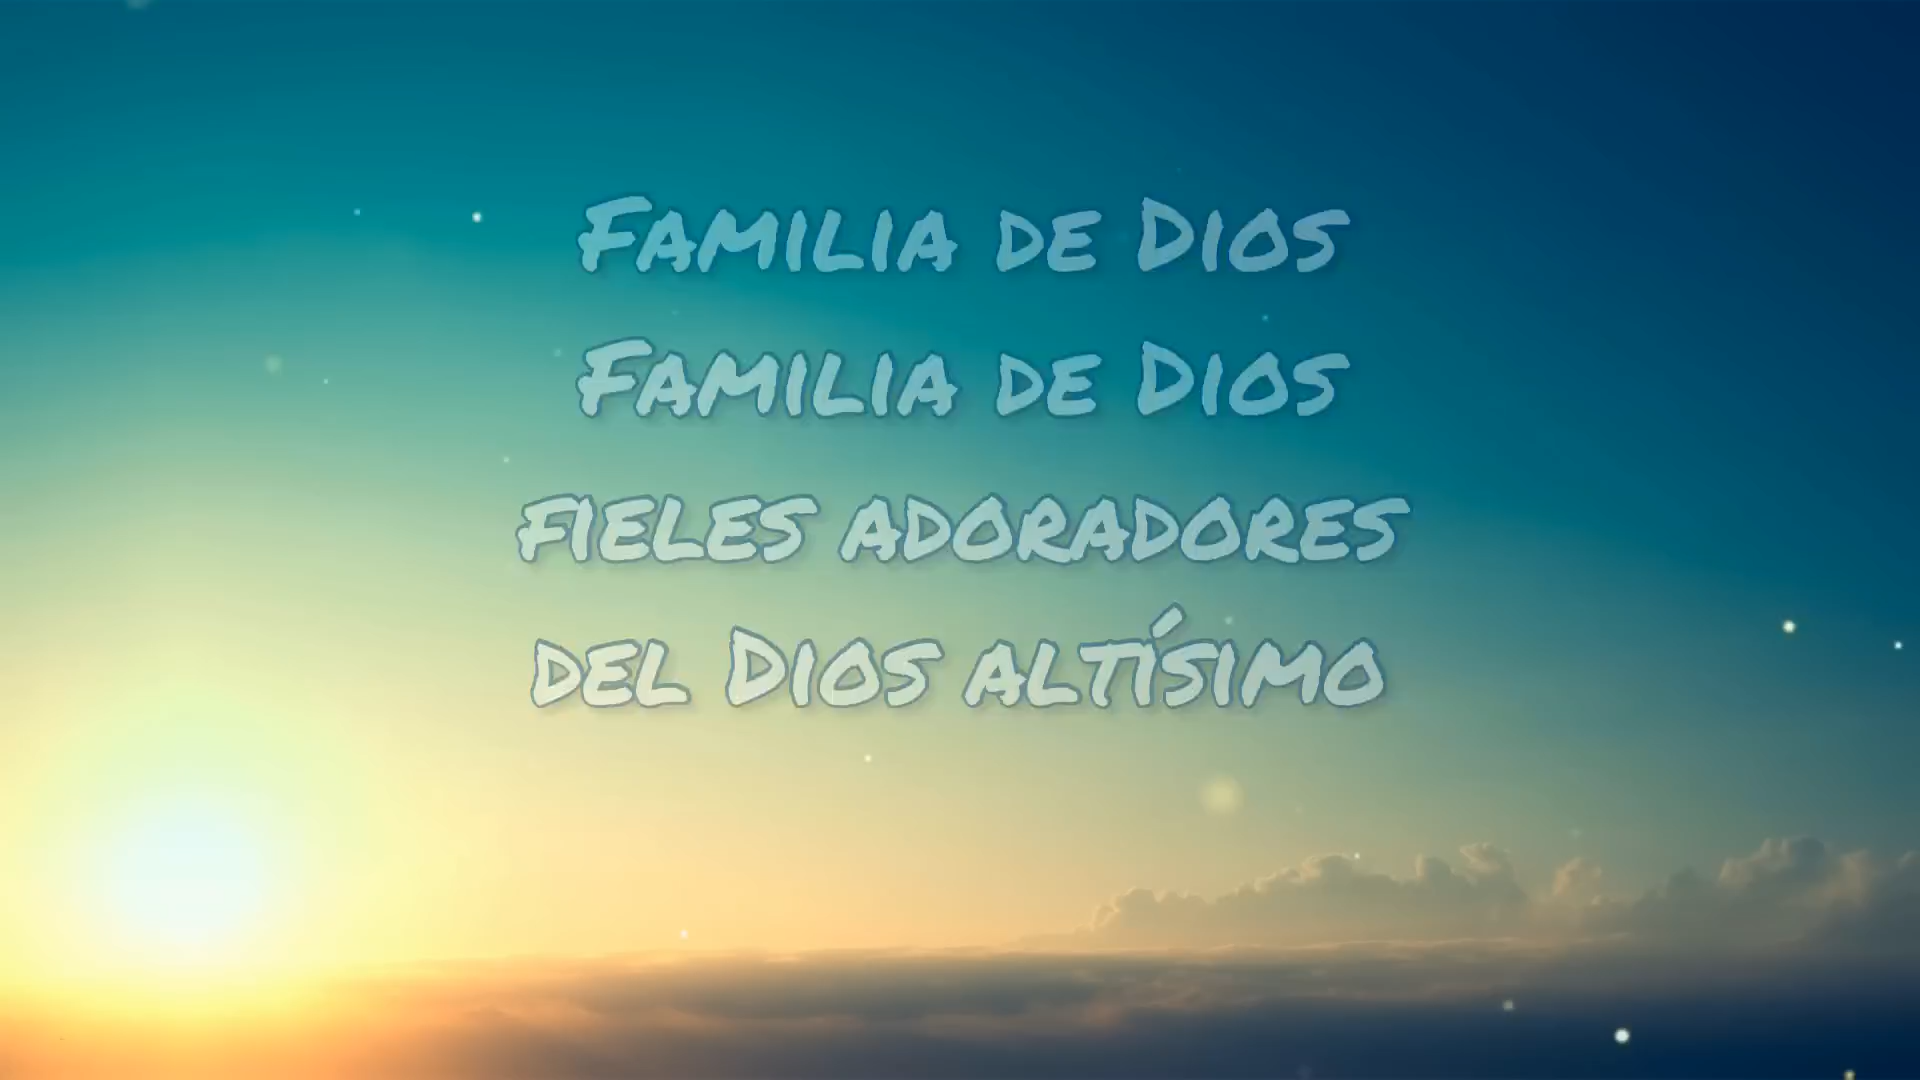 Familia de Dios
Familia de Dios
fieles adoradores
del Dios altísimo